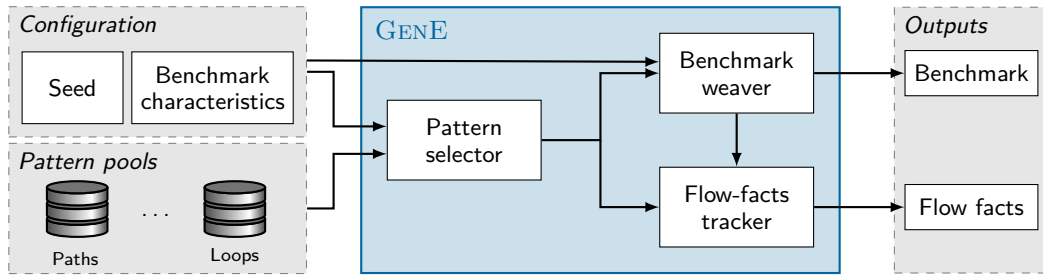 Configuration
Seed
Benchmark
characteristics
Pattern pools
Paths
...
Loops
GENE
Pattern
selector
Benchmark
weaver
Flow-facts
tracker
Outputs
Benchmark
Flow facts